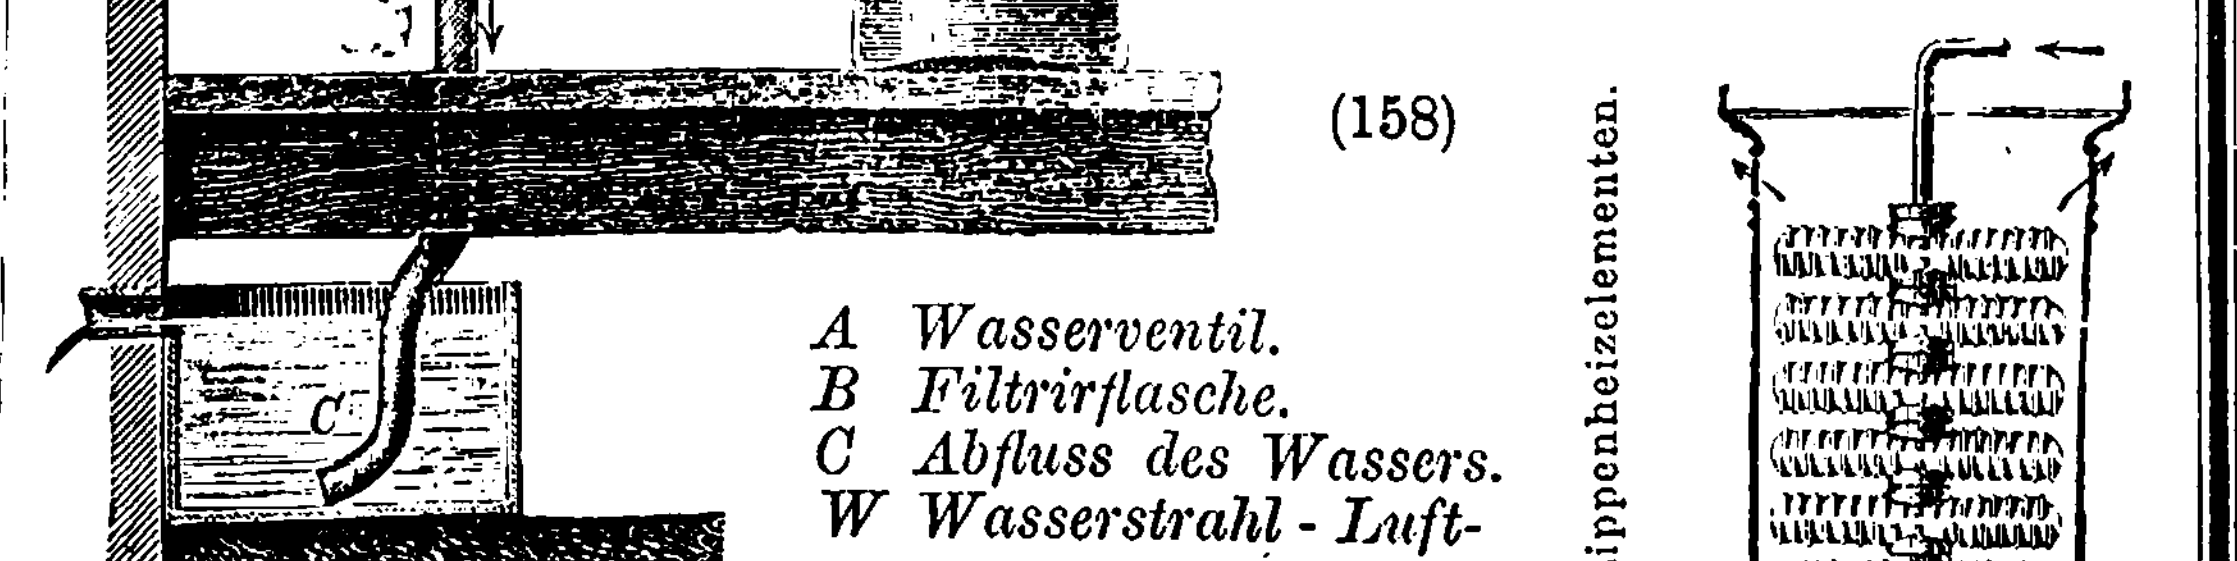 (158)
C
A Wasserventil.
B Filtrirflasche.
C Abfluss des Wassers.
W Wasserstrahl - Luft-
ippenheizelementen.